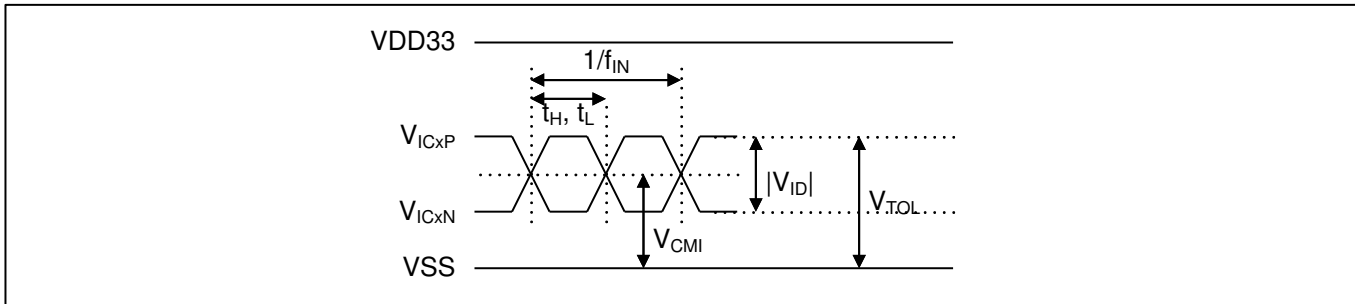 VDD33
1/fIN
tH, tL
VICxP
|VID|
VTOL
VICxN
VCMI
VSS